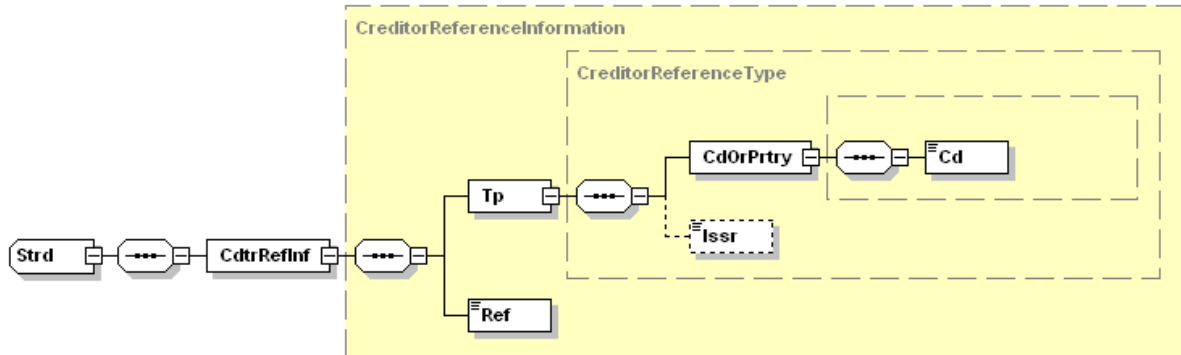 CreditorReferenceInformation
CreditorReferenceType
CdOrPrtry
Cd
Tp
Issr
Strd
CdtrRefInf
Ref